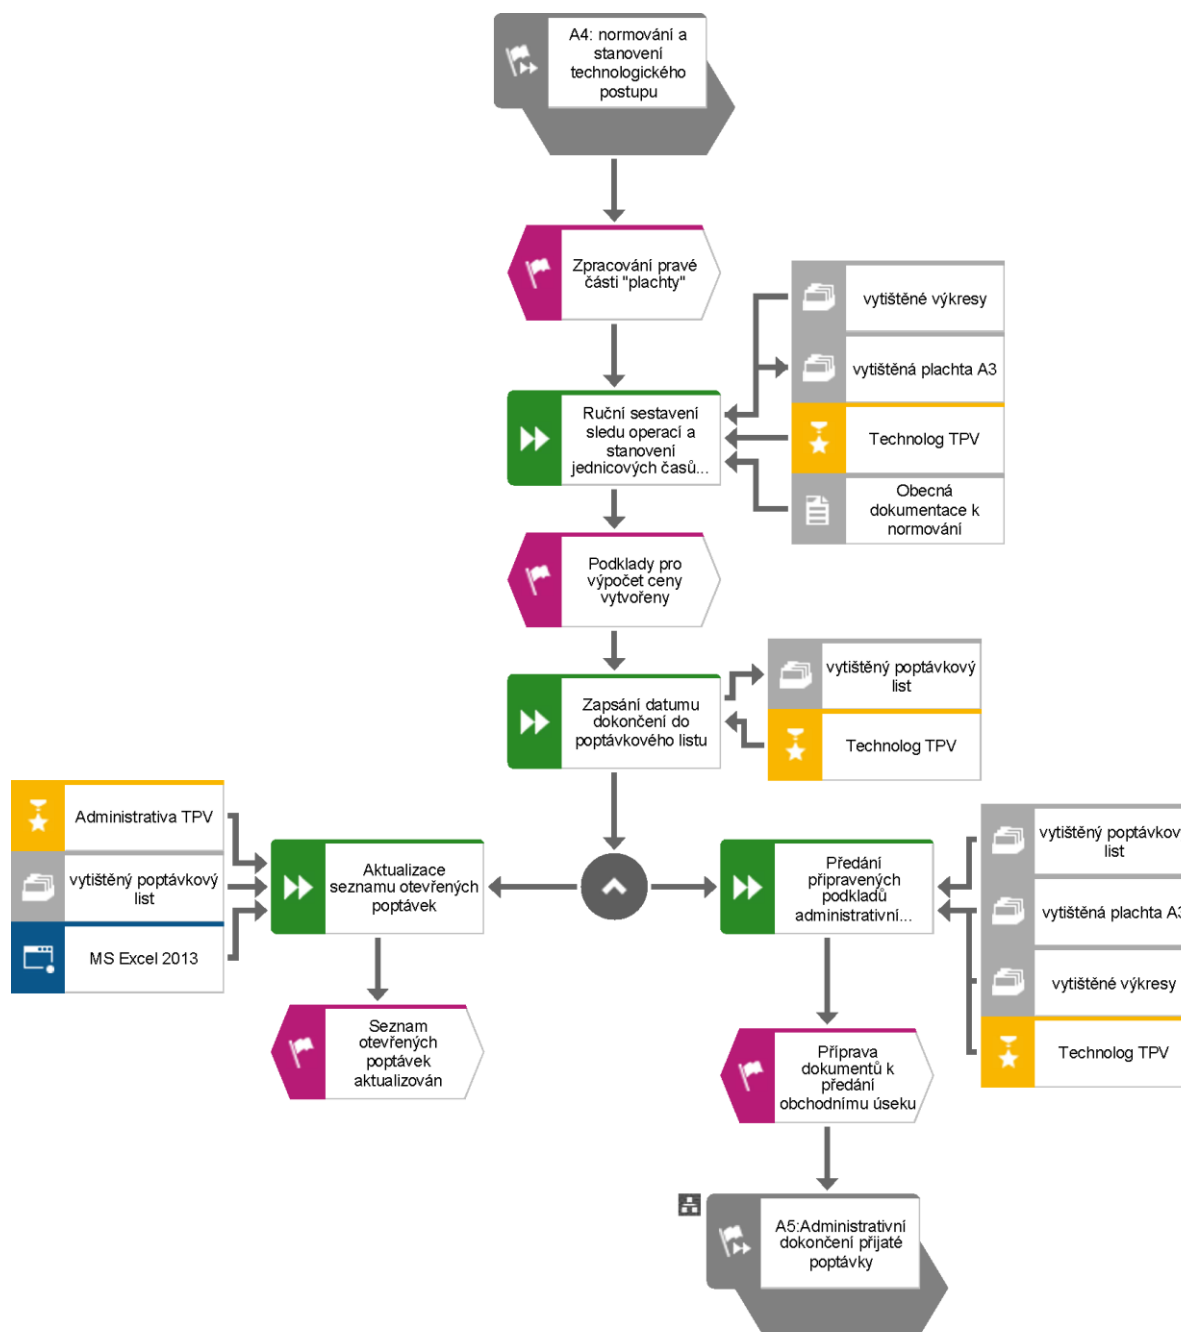 A4: normování a
stanovení
technologického
postupu
Zpracování pravé
části "plachty"
vytištěné výkresy
vytištěná plachta A3
Technolog TPV
Obecná
dokumentace k
normování
Ruční sestavení
sledu operací a
stanovení
jednicových časů...
Podklady pro
výpočet ceny
vytvořeny
vytištěný poptávkový
list
Technolog TPV
Zapsání datumu
dokončení do
poptávkového listu
Administrativa TPV
vytištěný poptávkový
list
MS Excel 2013
Aktualizace
seznamu otevřených
poptávek
Předání
připravených
podkladů
administrativní...
vytištěný poptávkov
list
vytištěná plachta A3
vytištěné výkresy
Technolog TPV
Seznam
otevřených
poptávek
aktualizován
Příprava
dokumentů k
předání
obchodnímu úseku
A5:Administrativní
dokončení přijaté
poptávky